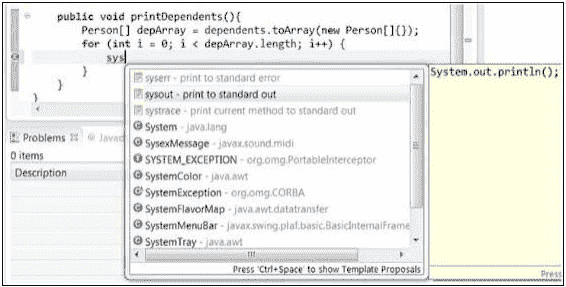 public void printDependents(){
Person[] depArray = dependents.toArray(new Person[]{});
for (int i = 0; i < depArray.length; i++) {
sys
}
}
}
syserr - print to standard error
sysout - print to standard out
systrace - print current method to standard out
System - java.lang
SysexMessage - javax.sound.midi
SYSTEM_EXCEPTION - org.omg.PortableInterceptor
SystemColor - java.awt
SystemException - org.omg.CORBA
SystemFlavorMap - java.awt.datatransfer
SystemMenuBar - javax.swing.plaf.basic.BasicInternalFrame
SystemTray - java.awt
Press 'Ctrl+Space' to show Template Proposals
System.out.println();
Press
Problems
Javad
0 items
Description